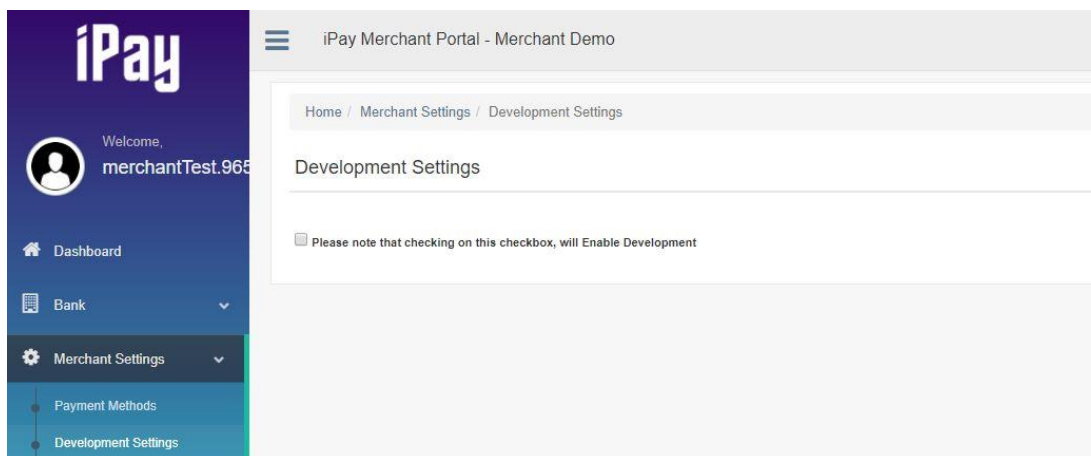 iPay
Welcome,
merchantTest.965
Dashboard
Bank
Merchant Settings
Payment Methods
Development Settings
iPay Merchant Portal - Merchant Demo
Home / Merchant Settings / Development Settings
Development Settings
Please note that checking on this checkbox, will Enable Development